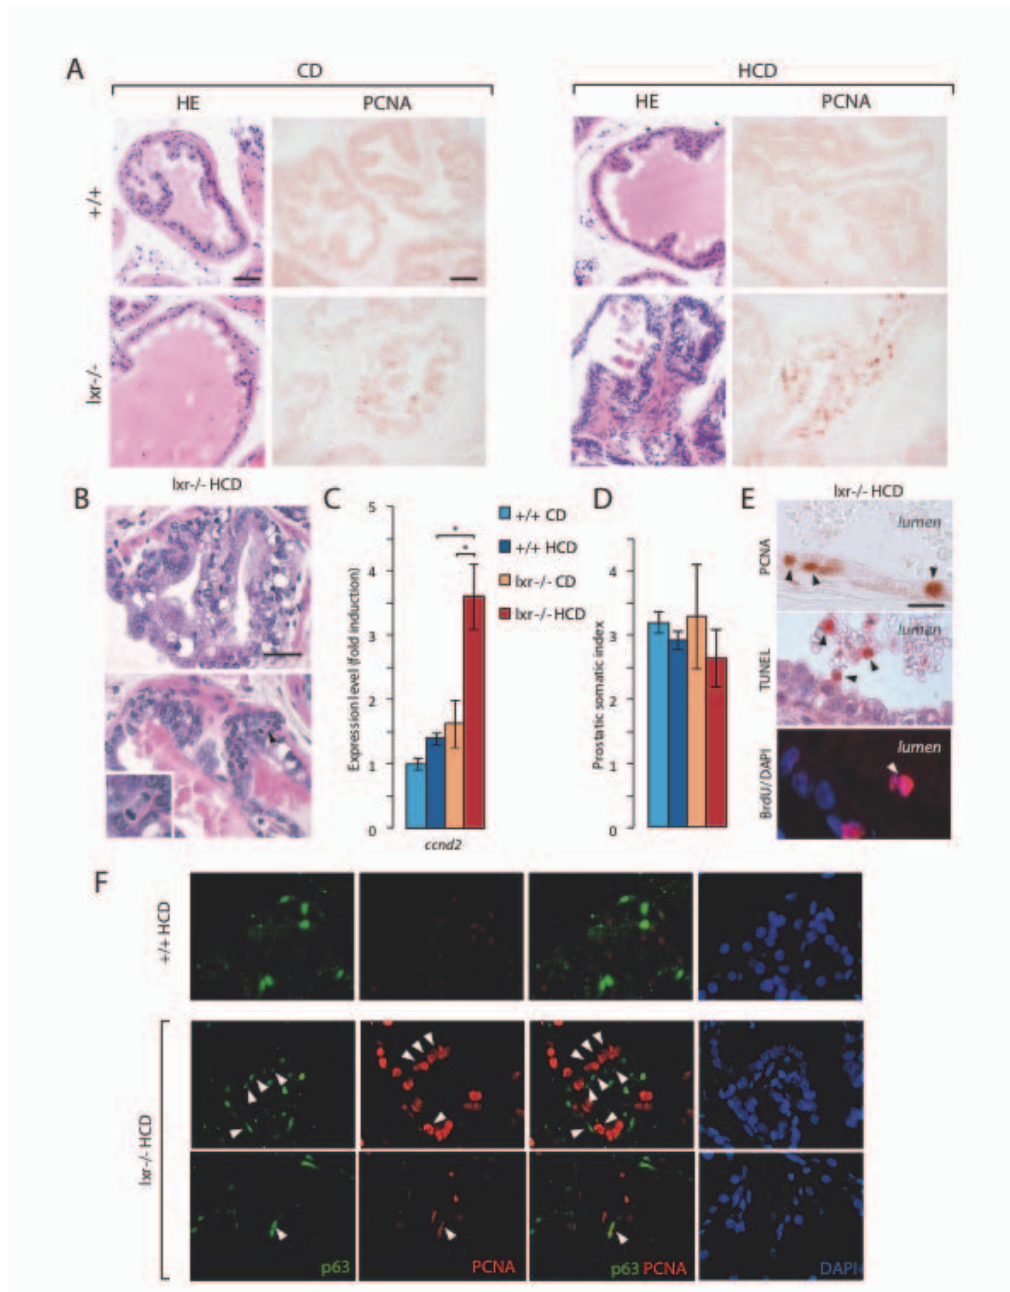 A
CD
HCD
HE
PCNA
HE
PCNA
+/+
lxr-/-
B
lxr-/- HCD
C
Expression level (fold induction)
5
4
3
2
1
0
*
*
ccnd2
+/+ CD
+/+ HCD
lxr-/- CD
lxr-/- HCD
D
Prostatic somatic index
4
3
2
1
0
E
lxr-/- HCD
PCNA
lumen
TUNEL
lumen
BrdU/DAPI
lumen
F
+/+ HCD
lxr-/- HCD
p63
PCNA
p63 PCNA
DAPI